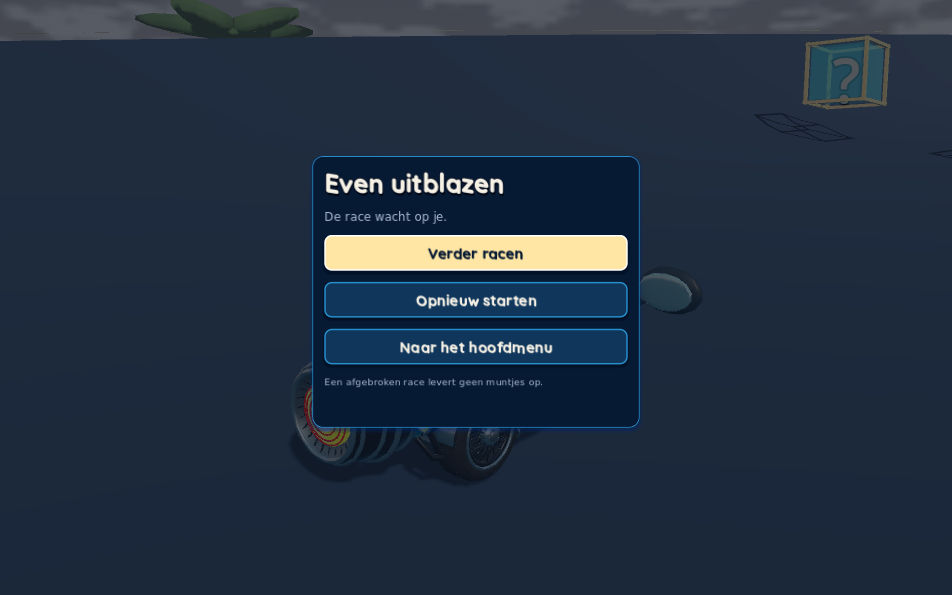 ?
Even uitblazen
De race wacht op je.
Verder racen
Opnieuw starten
Naar het hoofdmenu
Een afgebroken race levert geen muntjes op.